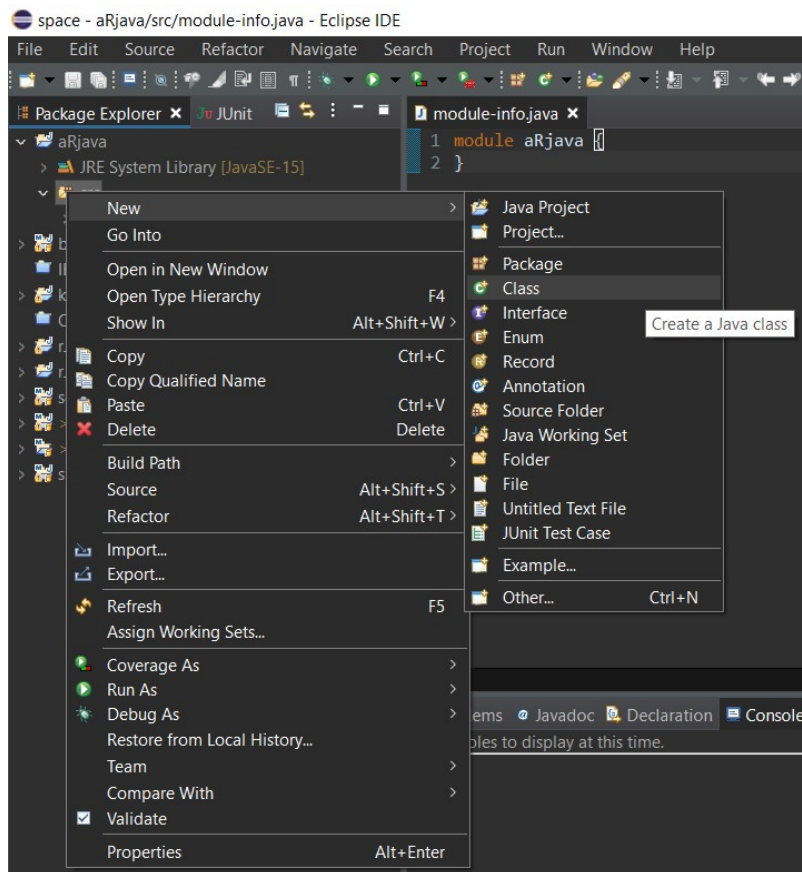 space - aRjava/src/module-info.java - Eclipse IDE
File Edit Source Refactor Navigate Search Project Run Window Help
Package Explorer JUnit
module-info.java
aRjava
JRE System Library [JavaSE-15]
1 module aRjava {
2 }
New
Go Into
Open in New Window
Open Type Hierarchy F4
Show In Alt+Shift+W
Copy Ctrl+C
Copy Qualified Name
Paste Ctrl+V
Delete Delete
Build Path
Source Alt+Shift+S
Refactor Alt+Shift+T
Import...
Export...
Refresh F5
Assign Working Sets...
Coverage As
Run As
Debug As
Restore from Local History...
Team
Compare With
Validate
Properties Alt+Enter
Java Project
Project...
Package
Class
Interface
Enum
Record
Annotation
Source Folder
Java Working Set
Folder
File
Untitled Text File
JUnit Test Case
Example...
Other... Ctrl+N
Create a Java class
ems Javadoc Declaration Console
oles to display at this time.